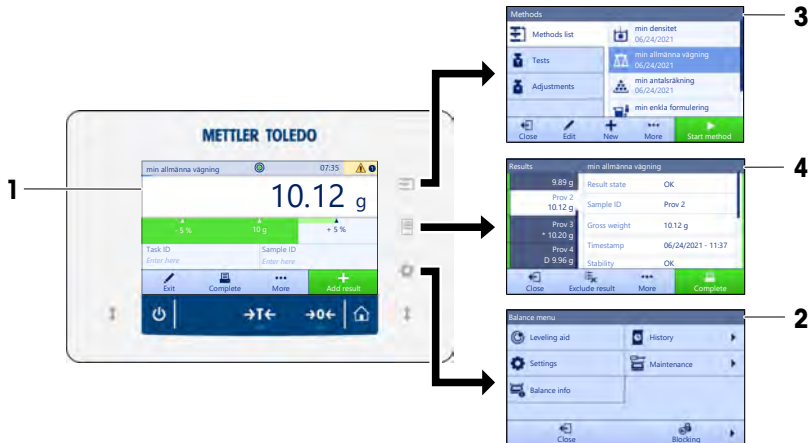 METTLER TOLEDO
1
min allmänna vägning
07:35
10.12 g
- 5 %
10 g
+ 5 %
Task ID
Sample ID
Enter here
Enter here
Exit
Complete
More
Add result
→T←
→0←
3
Methods
Methods list
Tests
Adjustments
min densitet
06/24/2021
min allmänna vägning
06/24/2021
min antalsräkning
06/24/2021
min enkla formulering
Close
Edit
New
More
Start method
4
Results
min allmänna vägning
9.89 g
Prov 2
10.12 g
Prov 3
* 10.20 g
Prov 4
D 9.96 g
Result state OK
Sample ID Prov 2
Gross weight 10.12 g
Timestamp 06/24/2021 - 11:37
Stability OK
Close
Exclude result
More
Complete
2
Balance menu
Leveling aid
History
Settings
Maintenance
Balance info
Close
Blocking